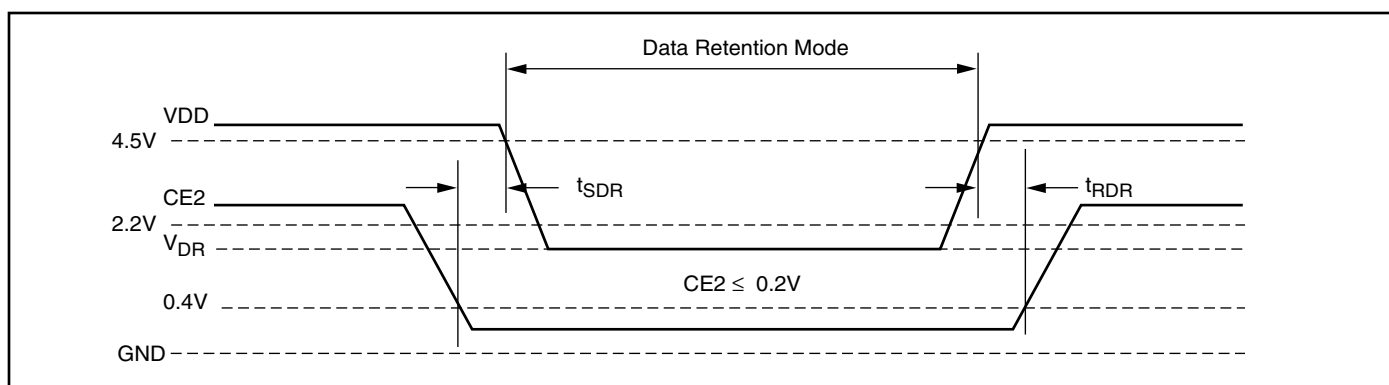 Data Retention Mode
VDD
4.5V
tSDR
tRDR
CE2
2.2V
VDR
CE2 ≤ 0.2V
0.4V
GND